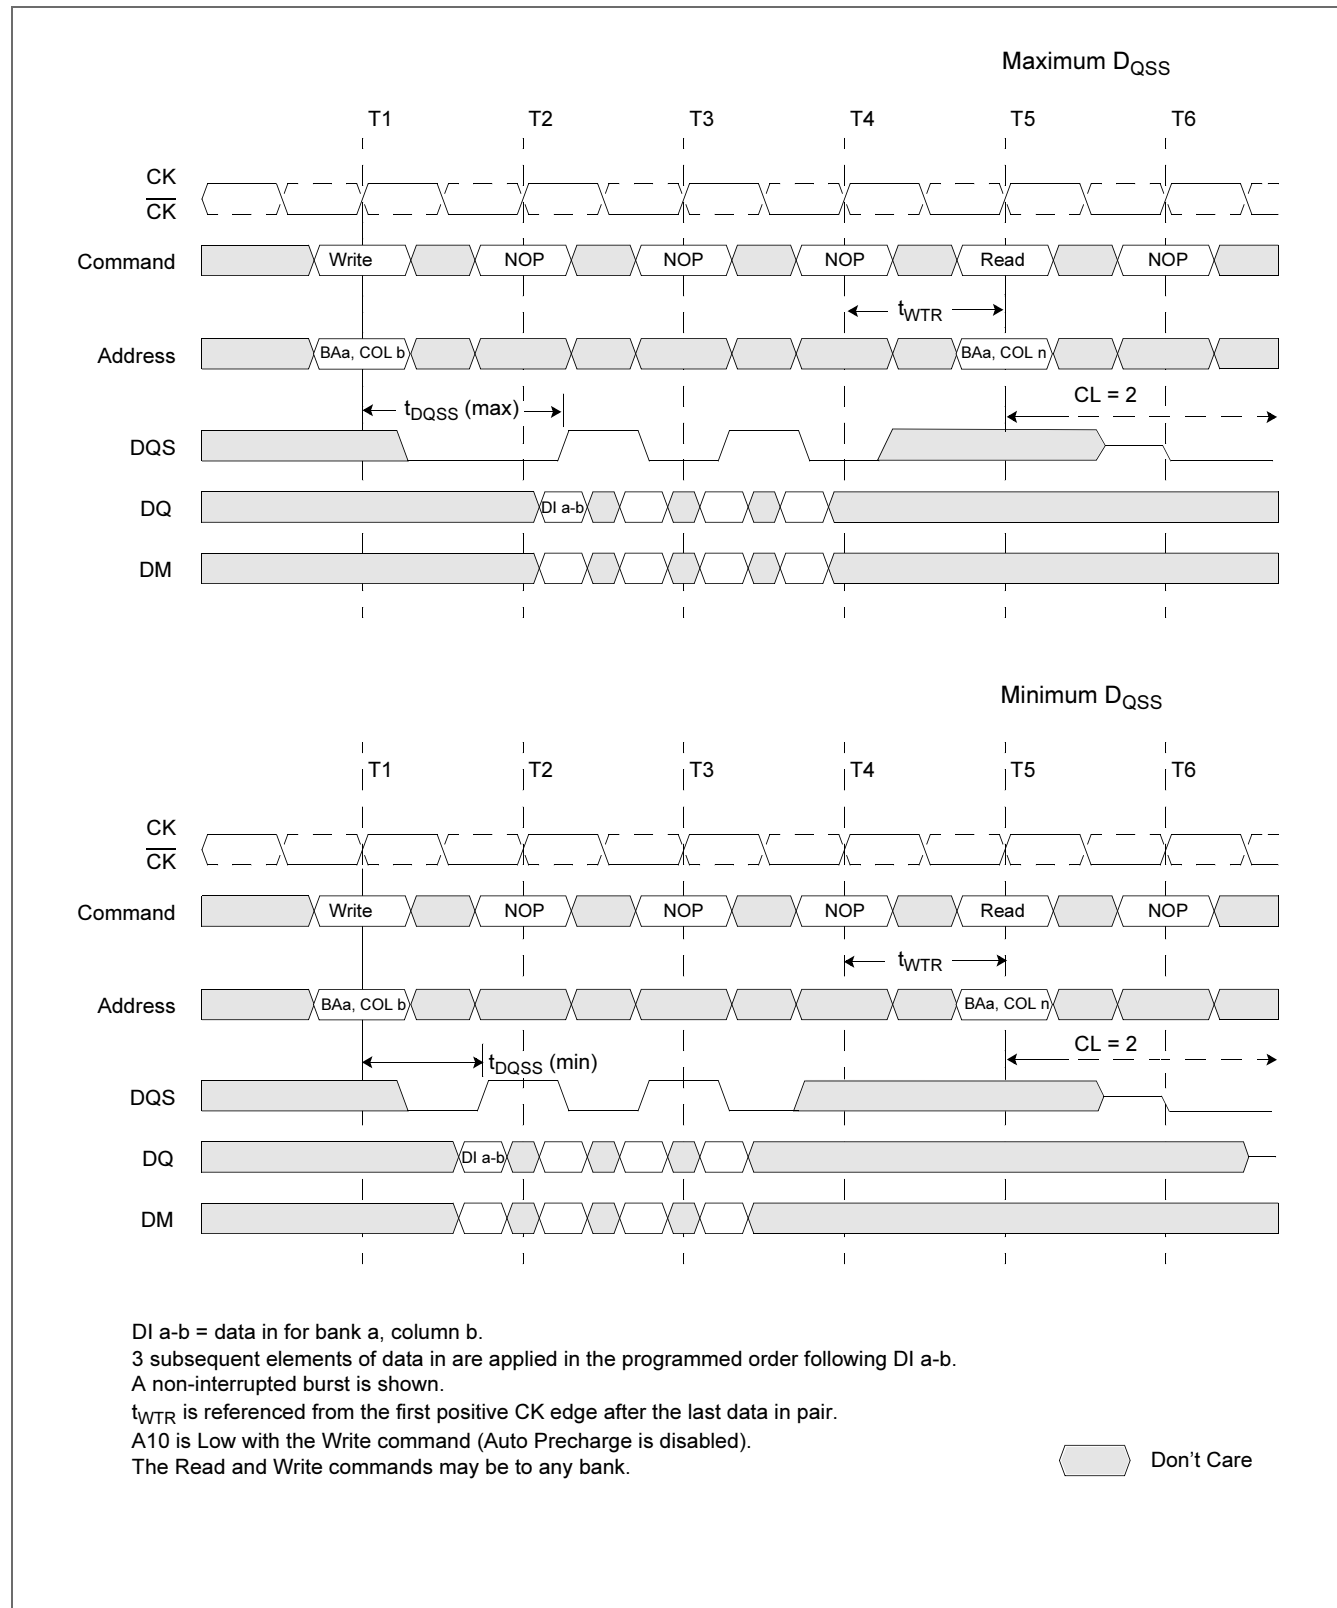 Maximum DQSS
T1 T2 T3 T4 T5 T6
CK
CK
Command Write NOP NOP NOP Read NOP
tWTR
Address BAa, COL b BAa, COL n
tDQSS (max) CL = 2
DQS
DQ DI a-b
DM
Minimum DQSS
T1 T2 T3 T4 T5 T6
CK
CK
Command Write NOP NOP NOP Read NOP
tWTR
Address BAa, COL b BAa, COL n
tDQSS (min) CL = 2
DQS
DQ DI a-b
DM
DI a-b = data in for bank a, column b.
3 subsequent elements of data in are applied in the programmed order following DI a-b.
A non-interrupted burst is shown.
tWTR is referenced from the first positive CK edge after the last data in pair.
A10 is Low with the Write command (Auto Precharge is disabled).
The Read and Write commands may be to any bank.
Don't Care